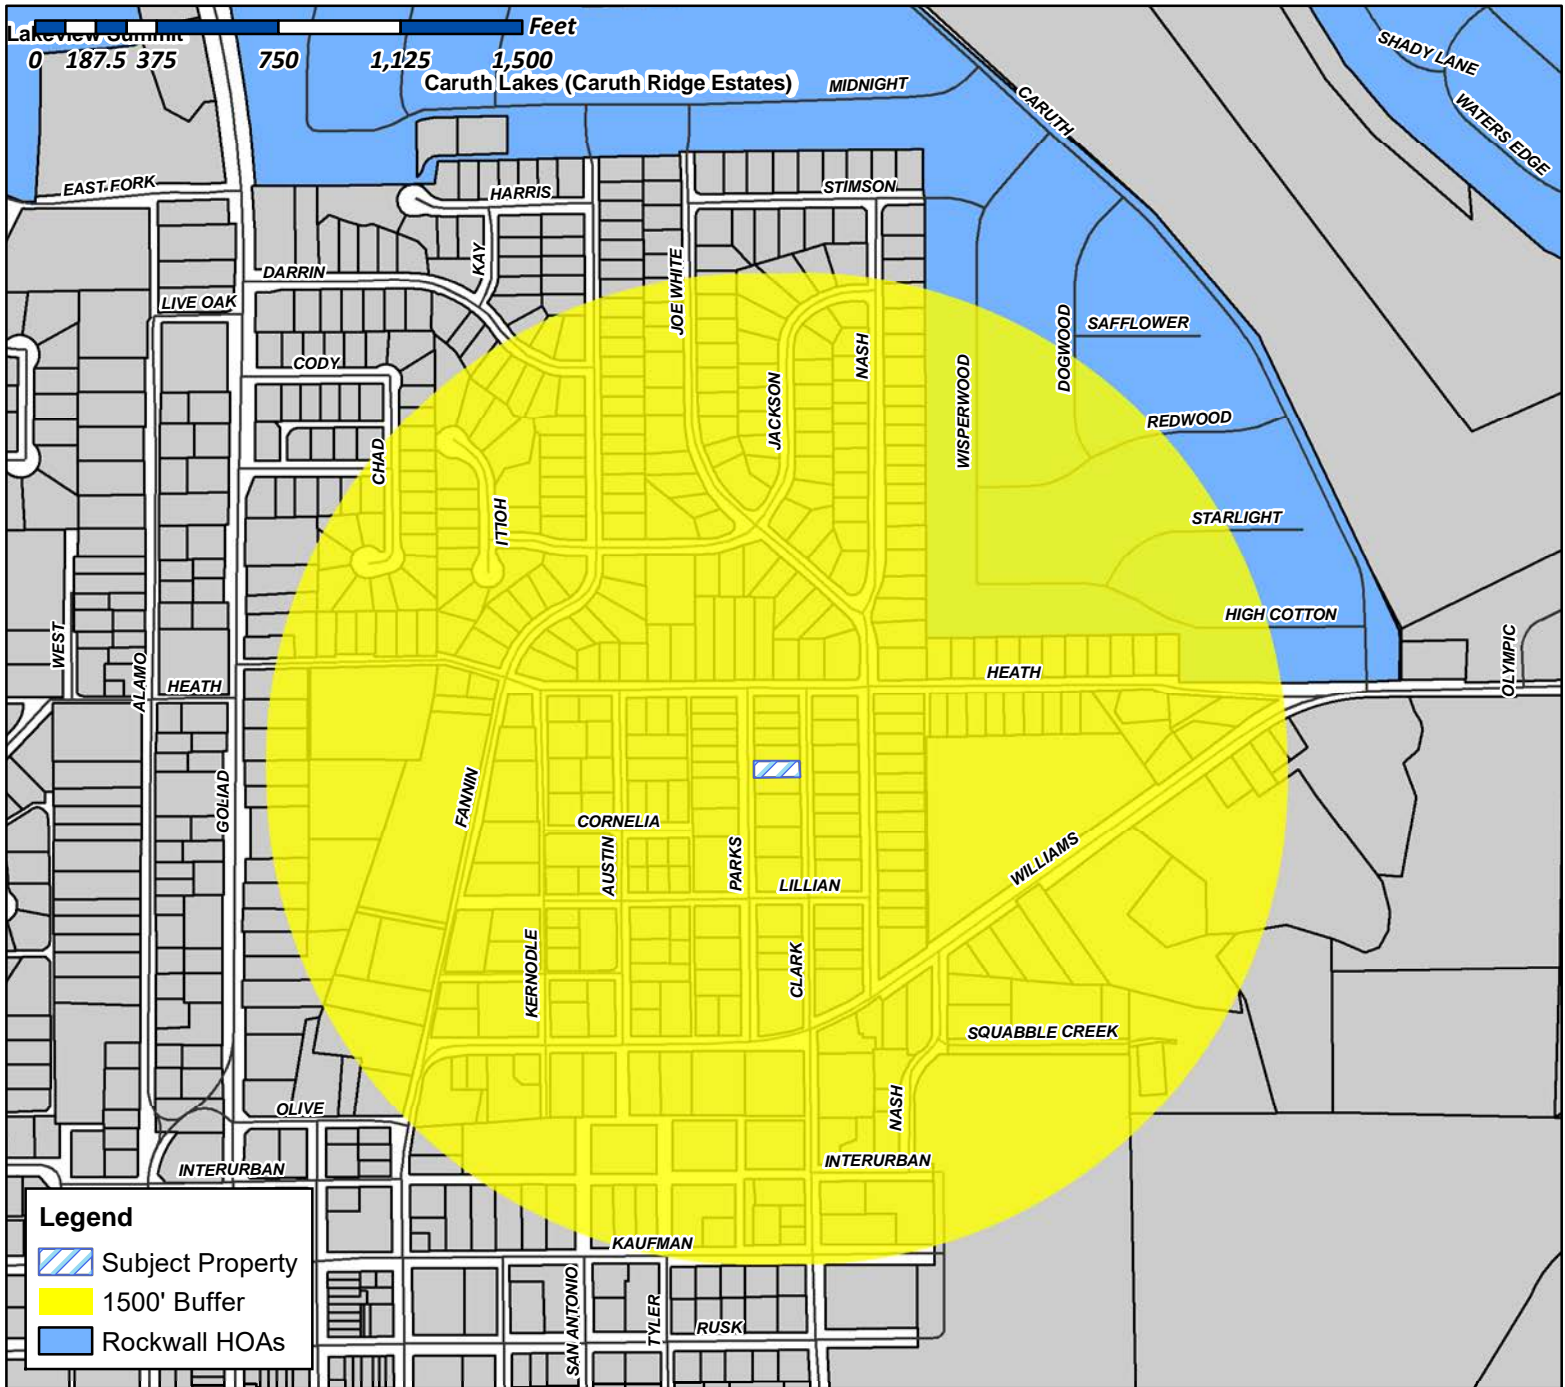 Lakeview Summit
Feet
0 187.5 375 750 1,125 1,500
Caruth Lakes (Caruth Ridge Estates)
MIDNIGHT
CARUTH
SHADY LANE
WATERS EDGE
EAST FORK
HARRIS
STIMSON
KAY
JOE WHITE
DARRIN
LIVE OAK
CODY
NASH
JACKSON
WISPERWOOD
DOGWOOD
SAFFLOWER
REDWOOD
CHAD
HOLLI
STARLIGHT
HIGH COTTON
WEST
ALAMO
HEATH
HEATH
OLYMPIC
GOLIAD
FANNIN
CORNELIA
AUSTIN
PARKS
LILLIAN
WILLIAMS
KERNODLE
CLARK
SQUABBLE CREEK
NASH
OLIVE
INTERURBAN
INTERURBAN
KAUFMAN
SAN ANTONIO
TYLER
RUSK
Legend
Subject Property
1500' Buffer
Rockwall HOAs